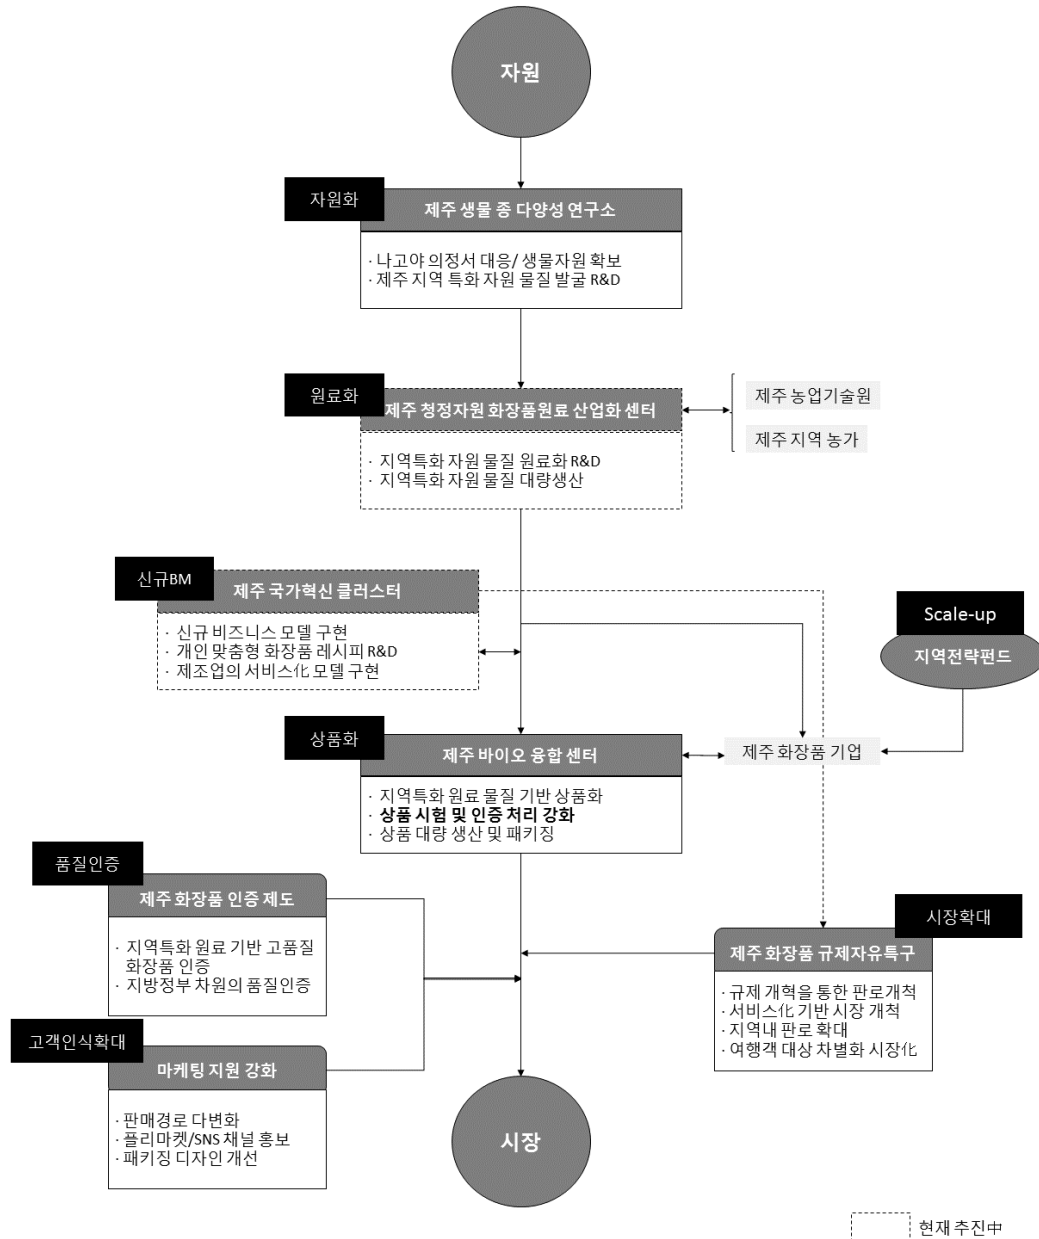 자원
자원화
제주 생물 종 다양성 연구소
· 나고야 의정서 대응/ 생물자원 확보
· 제주 지역 특화 자원 물질 발굴 R&D
원료화
제주 청정자원 화장품원료 산업화 센터
· 지역특화 자원 물질 원료화 R&D
· 지역특화 자원 물질 대량생산
제주 농업기술원
제주 지역 농가
신규BM
제주 국가혁신 클러스터
· 신규 비즈니스 모델 구현
· 개인 맞춤형 화장품 레시피 R&D
· 제조업의 서비스化 모델 구현
Scale-up
지역전략펀드
상품화
제주 바이오 융합 센터
· 지역특화 원료 물질 기반 상품화
· 상품 시험 및 인증 처리 강화
· 상품 대량 생산 및 패키징
제주 화장품 기업
품질인증
제주 화장품 인증 제도
· 지역특화 원료 기반 고품질
화장품 인증
· 지방정부 차원의 품질인증
시장확대
제주 화장품 규제자유특구
· 규제 개혁을 통한 판로개척
· 서비스化 기반 시장 개척
· 지역내 판로 확대
· 여행객 대상 차별화 시장化
고객인식확대
마케팅 지원 강화
· 판매경로 다변화
· 플리마켓/SNS 채널 홍보
· 패키징 디자인 개선
시장
현재 추진中